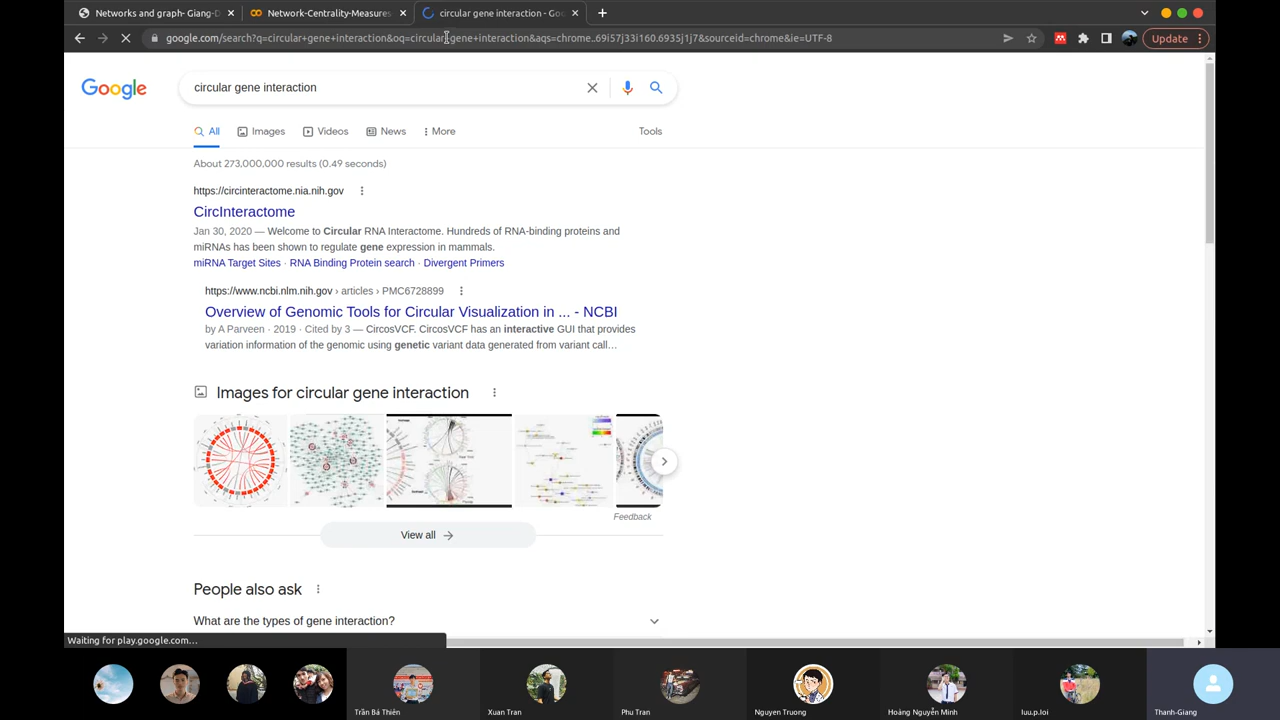 Networks and graph- Giang-D
Network-Centrality-Measures
circular gene interaction - Goo
google.com/search?q=circular+gene+interaction&oq=circular+gene+interaction&aqs=chrome..69i57j33i160.6935j1j7&sourceid=chrome&ie=UTF-8
Update
Google
circular gene interaction
All
Images
Videos
News
More
Tools
About 273,000,000 results (0.49 seconds)
https://circinteractome.nia.nih.gov
CircInteractome
Jan 30, 2020 — Welcome to Circular RNA Interactome. Hundreds of RNA-binding proteins and
miRNAs has been shown to regulate gene expression in mammals.
miRNA Target Sites · RNA Binding Protein search · Divergent Primers
https://www.ncbi.nlm.nih.gov › articles › PMC6728899
Overview of Genomic Tools for Circular Visualization in ... - NCBI
by A Parveen · 2019 · Cited by 3 — CircosVCF. CircosVCF has an interactive GUI that provides
variation information of the genomic using genetic variant data generated from variant call…
Images for circular gene interaction
Feedback
View all
People also ask
What are the types of gene interaction?
Waiting for play.google.com…
Trần Bá Thiên
Xuan Tran
Phu Tran
Nguyen Truong
Hoàng Nguyễn Minh
luu.p.loi
Thanh-Giang